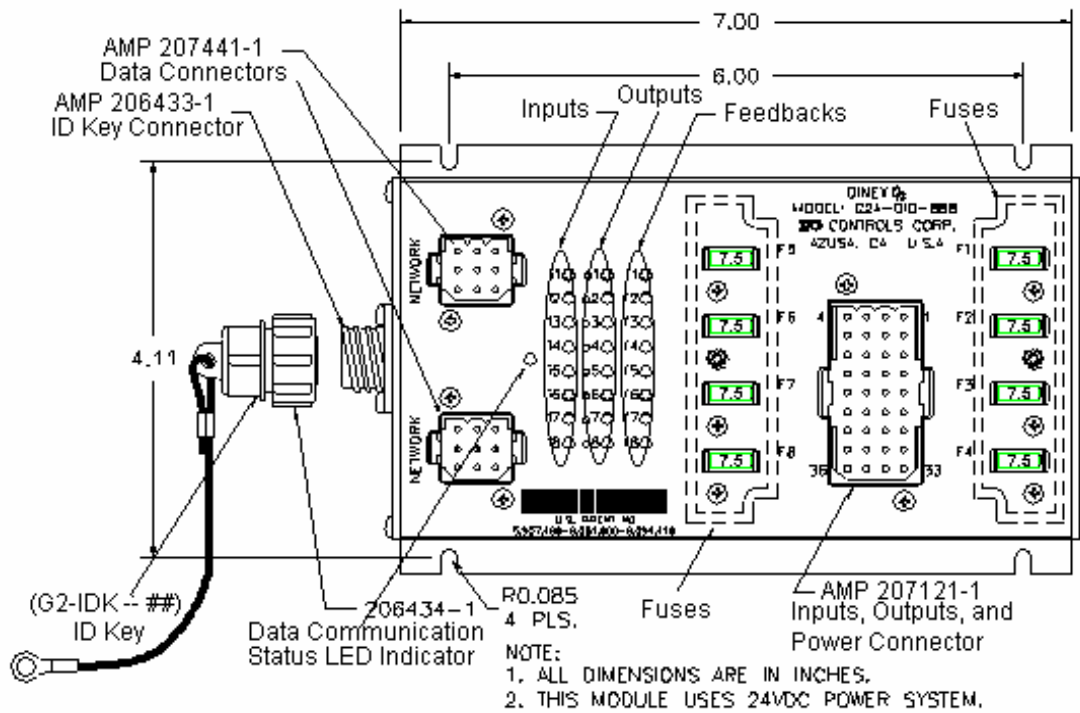 7.00
AMP 207441-1
Data Connectors
6.00
AMP 206433-1
ID Key Connector
Inputs
Outputs
Feedbacks
Fuses
CONTROLS CORP.
AZUSA, CA U.S.A
NETWORK
NETWORK
4.11
F5
7.5
F6
7.5
F7
7.5
F8
7.5
F1
7.5
F2
7.5
F3
7.5
F4
7.5
4
1
36
33
(G2-IDK -- ##)
ID Key
206434-1
Data Communication
Status LED Indicator
R0.085
4 PLS.
Fuses
AMP 207121-1
Inputs, Outputs, and
Power Connector
NOTE:
1. ALL DIMENSIONS ARE IN INCHES.
2. THIS MODULE USES 24VDC POWER SYSTEM.